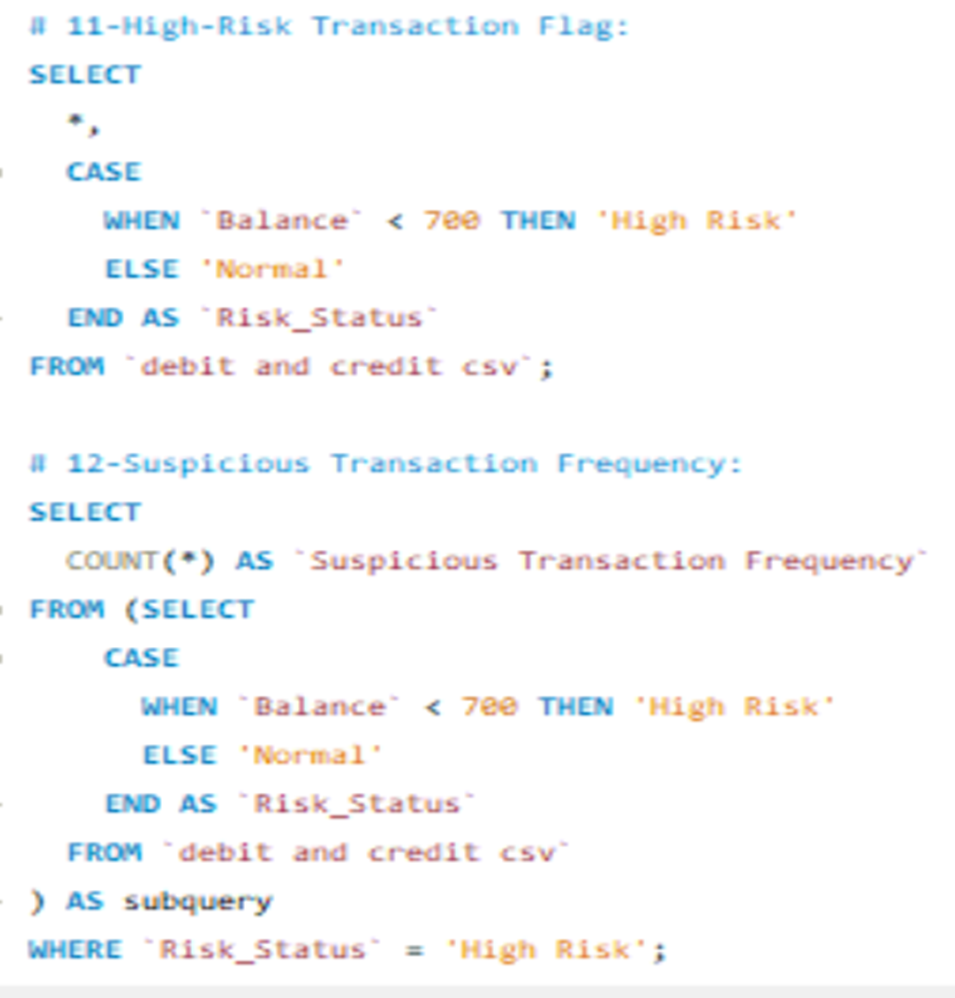 # 11-High-Risk Transaction Flag:
SELECT
*,
CASE
WHEN `Balance` < 700 THEN 'High Risk'
ELSE 'Normal'
END AS `Risk_Status`
FROM `debit and credit csv`;
# 12-Suspicious Transaction Frequency:
SELECT
COUNT(*) AS `Suspicious Transaction Frequency`
FROM (SELECT
CASE
WHEN `Balance` < 700 THEN 'High Risk'
ELSE 'Normal'
END AS `Risk_Status`
FROM `debit and credit csv`
) AS subquery
WHERE `Risk_Status` = 'High Risk';